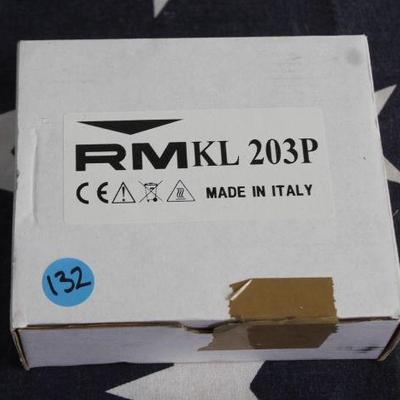 RM KL 203P
CE MADE IN ITALY
132